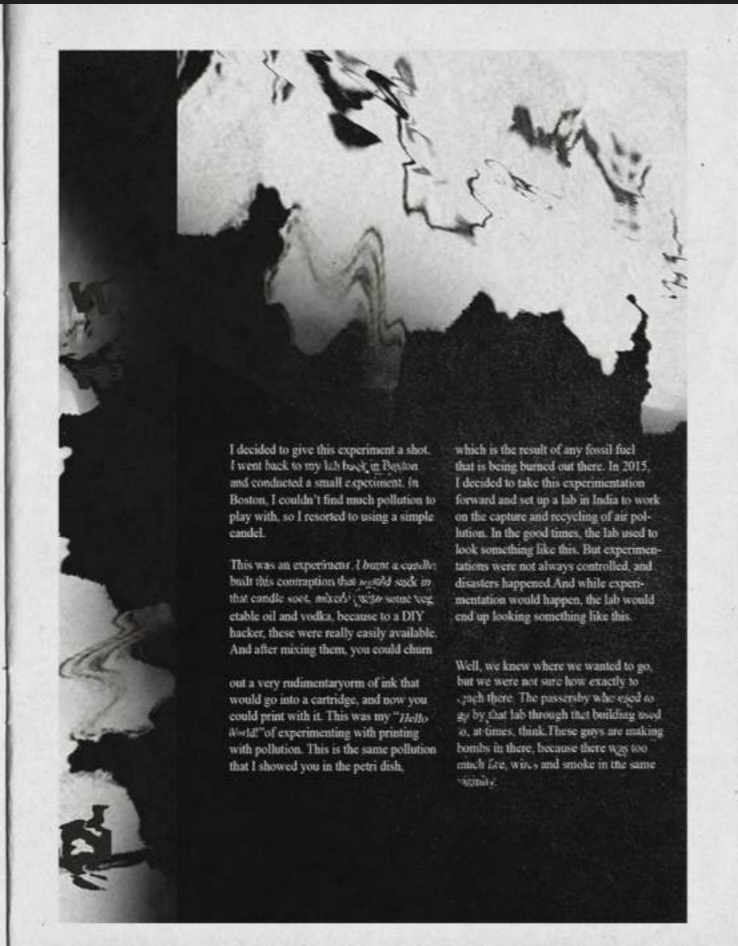 I decided to give this experiment a shot.
I went back to my lab back in Boston
and conducted a small experiment. In
Boston, I couldn't find much pollution to
play with, so I resorted to using a simple
candel.
This was an experiment. I burnt a candle
built this contraption that would suck in
that candle soot, mixed with some veg
etable oil and vodka, because to a DIY
hacker, these were really easily available.
And after mixing them, you could churn
out a very rudimentaryorm of ink that
would go into a cartridge, and now you
could print with it. This was my "Hello
World!"of experimenting with printing
with pollution. This is the same pollution
that I showed you in the petri dish,
which is the result of any fossil fuel
that is being burned out there. In 2015,
I decided to take this experimentation
forward and set up a lab in India to work
on the capture and recycling of air pol-
lution. In the good times, the lab used to
look something like this. But experimen-
tations were not always controlled, and
disasters happened.And while experi-
mentation would happen, the lab would
end up looking something like this.
Well, we knew where we wanted to go,
but we were not sure how exactly to
there. The passersby who used to
by that lab through that building used
at times, think.These guys are making
bombs in there, because there was too
much fire, wires and smoke in the same